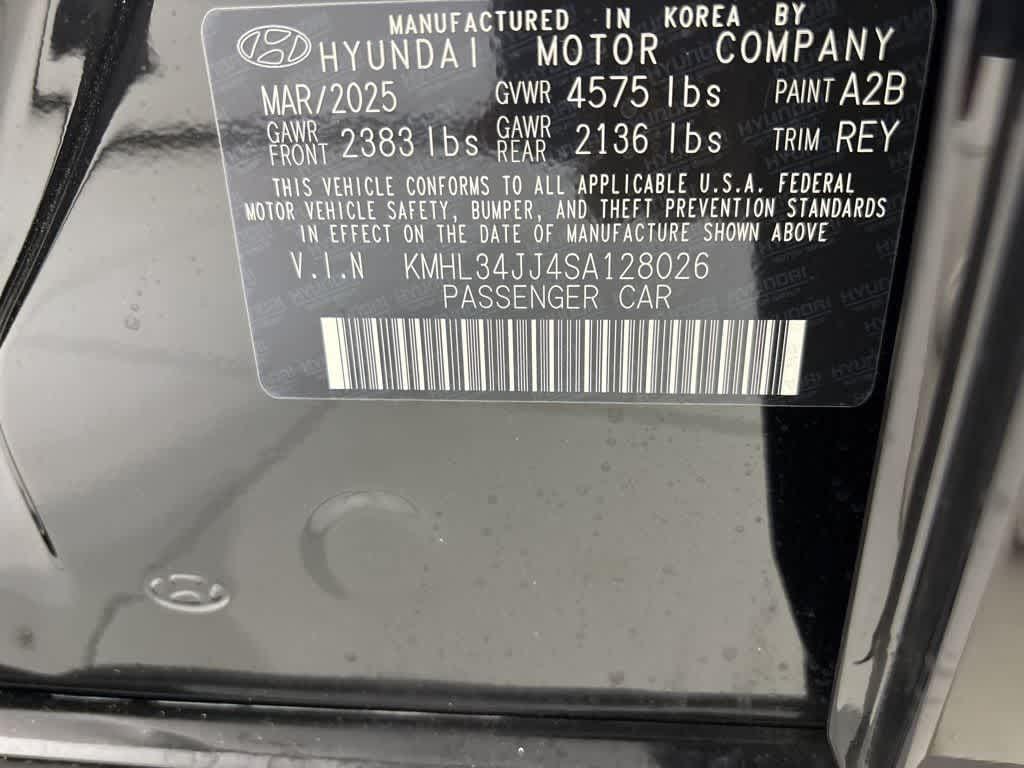 MANUFACTURED IN KOREA BY
HYUNDAI MOTOR COMPANY
MAR/2025 GVWR 4575 lbs PAINT A2B
GAWR FRONT 2383 lbs GAWR REAR 2136 lbs TRIM REY
THIS VEHICLE CONFORMS TO ALL APPLICABLE U.S.A. FEDERAL
MOTOR VEHICLE SAFETY, BUMPER, AND THEFT PREVENTION STANDARDS
IN EFFECT ON THE DATE OF MANUFACTURE SHOWN ABOVE
V.I.N KMHL34JJ4SA128026
PASSENGER CAR